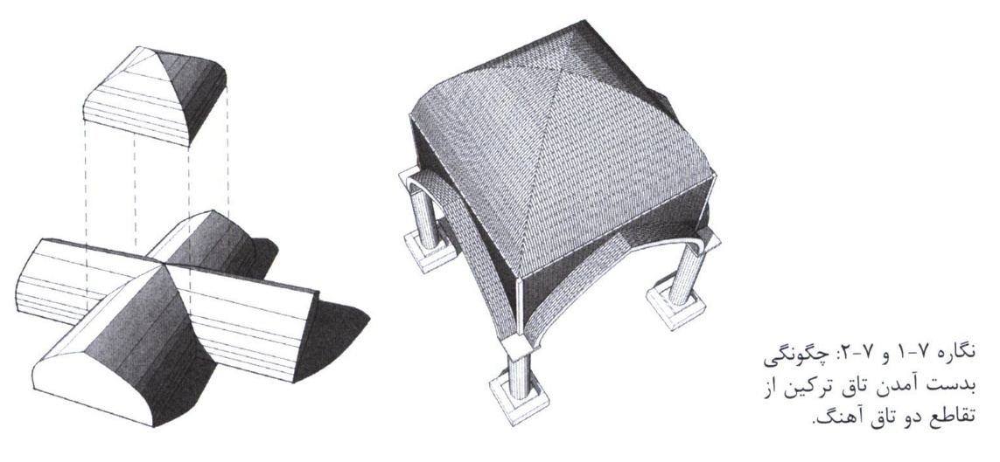 نگاره ۷-۱ و ۷-۲: چگونگی
بدست آمدن تاق ترکین از
تقاطع دو تاق آهنگ.